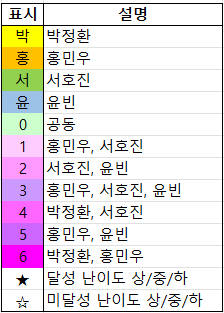 표시 설명
박 박정환
홍 홍민우
서 서호진
윤 윤빈
0 공동
1 홍민우, 서호진
2 서호진, 윤빈
3 홍민우, 서호진, 윤빈
4 박정환, 서호진
5 홍민우, 윤빈
6 박정환, 홍민우
★ 달성 난이도 상/중/하
☆ 미달성 난이도 상/중/하